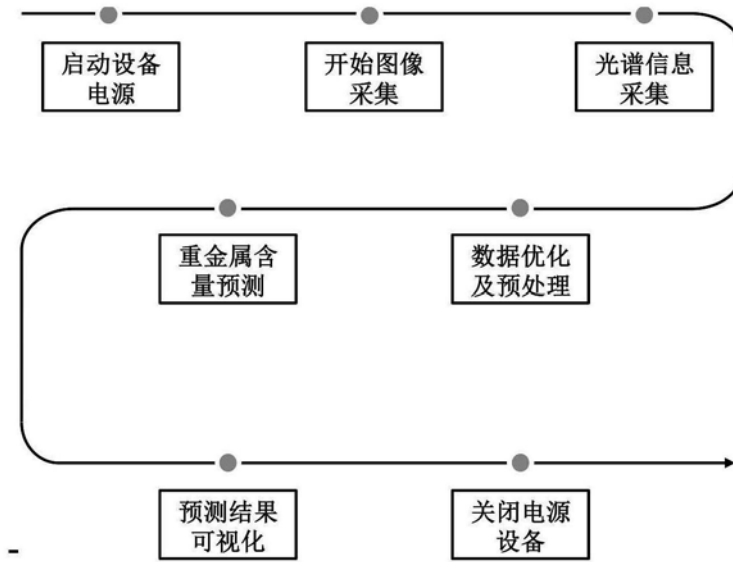 启动设备
电源
开始图像
采集
光谱信息
采集
数据优化
及预处理
重金属含
量预测
预测结果
可视化
关闭电源
设备